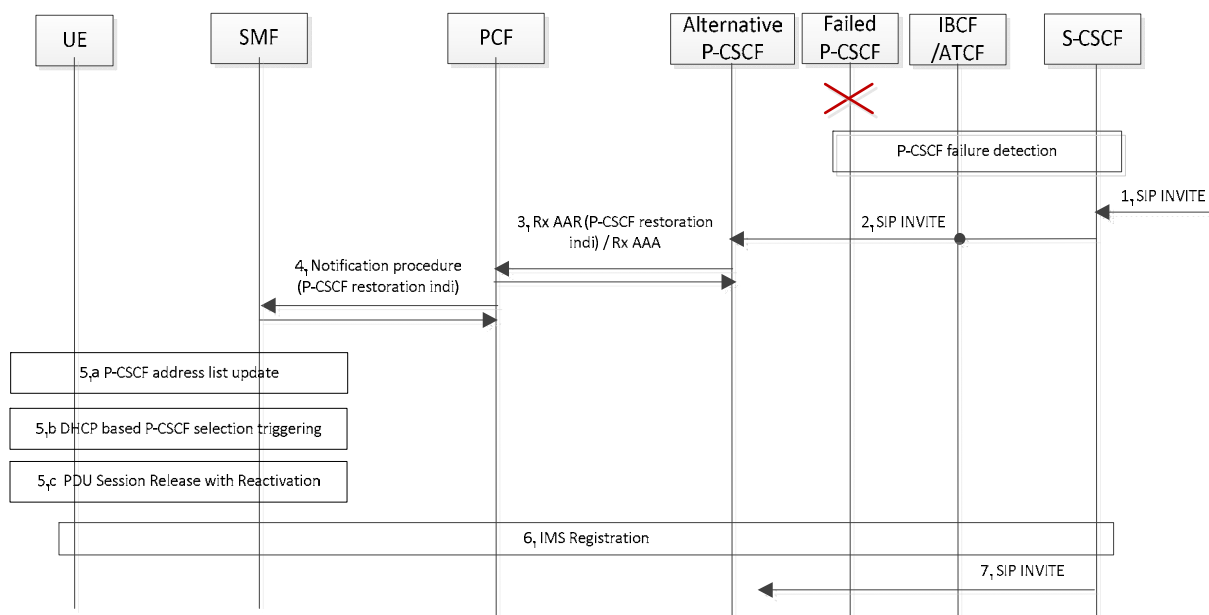 UE
SMF
PCF
Alternative
P-CSCF
Failed
P-CSCF
IBCF
/ATCF
S-CSCF
P-CSCF failure detection
1, SIP INVITE
2, SIP INVITE
3, Rx AAR (P-CSCF restoration
indi) / Rx AAA
4, Notification procedure
(P-CSCF restoration indi)
5,a P-CSCF address list update
5,b DHCP based P-CSCF selection triggering
5,c PDU Session Release with Reactivation
6, IMS Registration
7, SIP INVITE